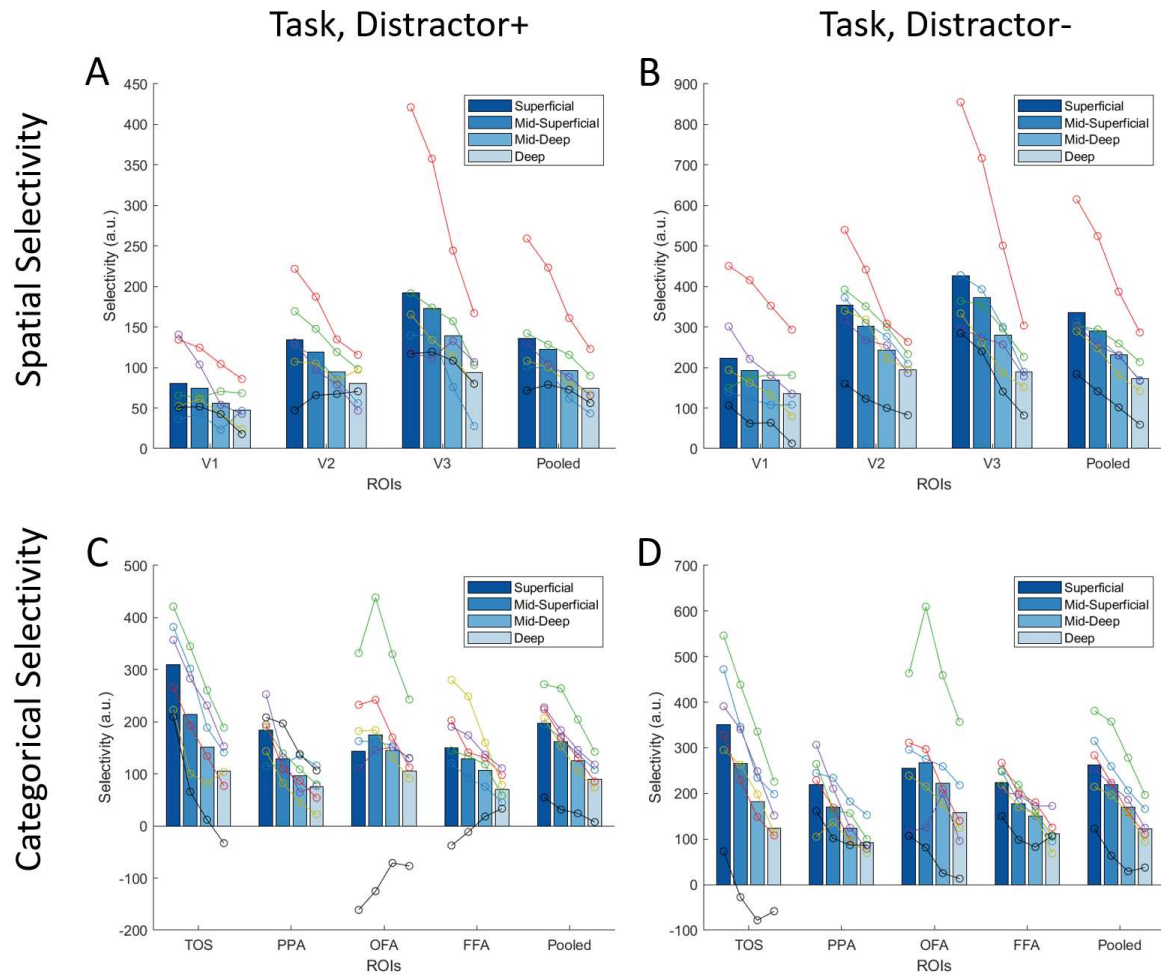 Task, Distractor+
Task, Distractor-
Spatial Selectivity
Categorical Selectivity
A
450
400
350
300
250
200
150
100
50
0
Selectivity (a.u.)
Superficial
Mid-Superficial
Mid-Deep
Deep
V1
V2
V3
Pooled
ROIs
B
900
800
700
600
500
400
300
200
100
0
Selectivity (a.u.)
Superficial
Mid-Superficial
Mid-Deep
Deep
V1
V2
V3
Pooled
ROIs
C
500
400
300
200
100
0
-100
-200
Selectivity (a.u.)
Superficial
Mid-Superficial
Mid-Deep
Deep
TOS
PPA
OFA
FFA
Pooled
ROIs
D
700
600
500
400
300
200
100
0
-100
Selectivity (a.u.)
Superficial
Mid-Superficial
Mid-Deep
Deep
TOS
PPA
OFA
FFA
Pooled
ROIs